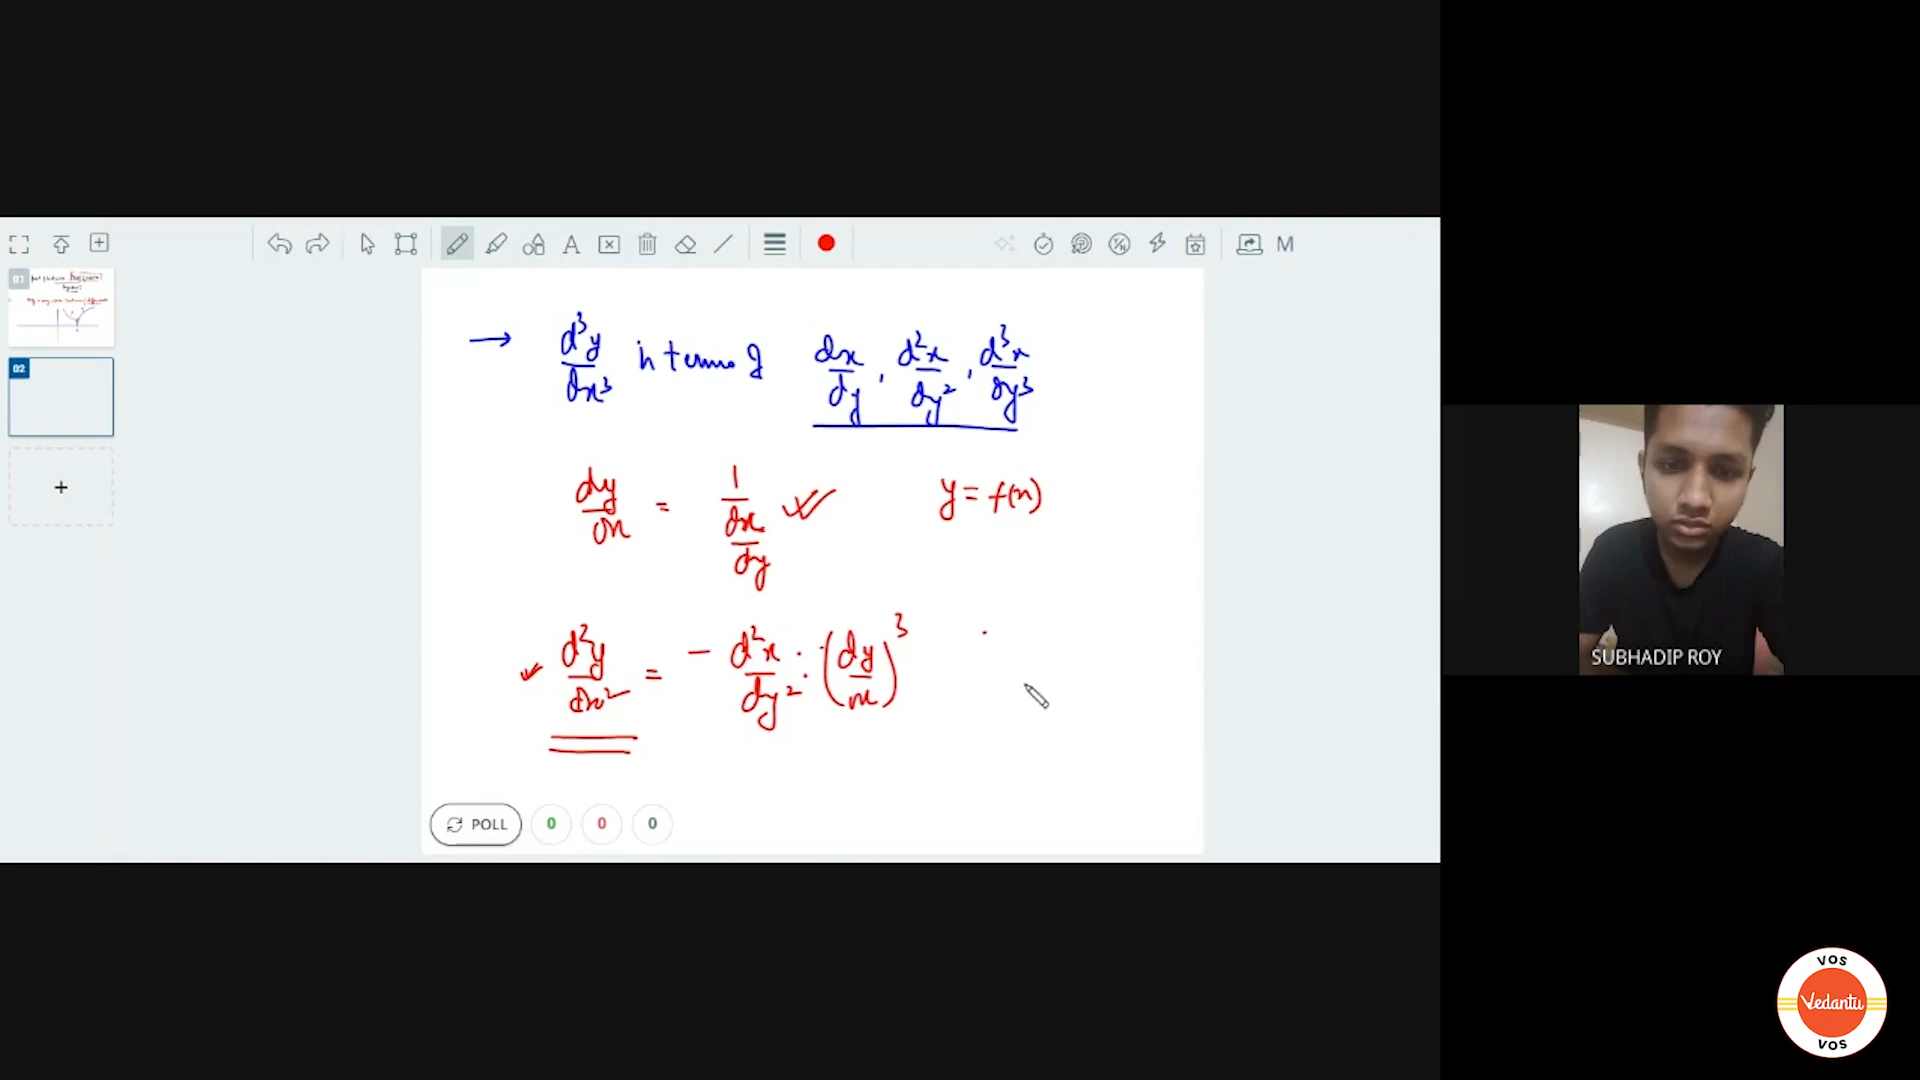 01
02
+
A
M
→ d³y/dx³ in terms of dx/dy, d²x/dy², d³x/dy³
dy/dx = 1/(dx/dy) y = f(x)
d²y/dx² = - d²x/dy² · (dy/dx)³
POLL 0 0 0
SUBHADIP ROY
VOS
Vedantu
VOS